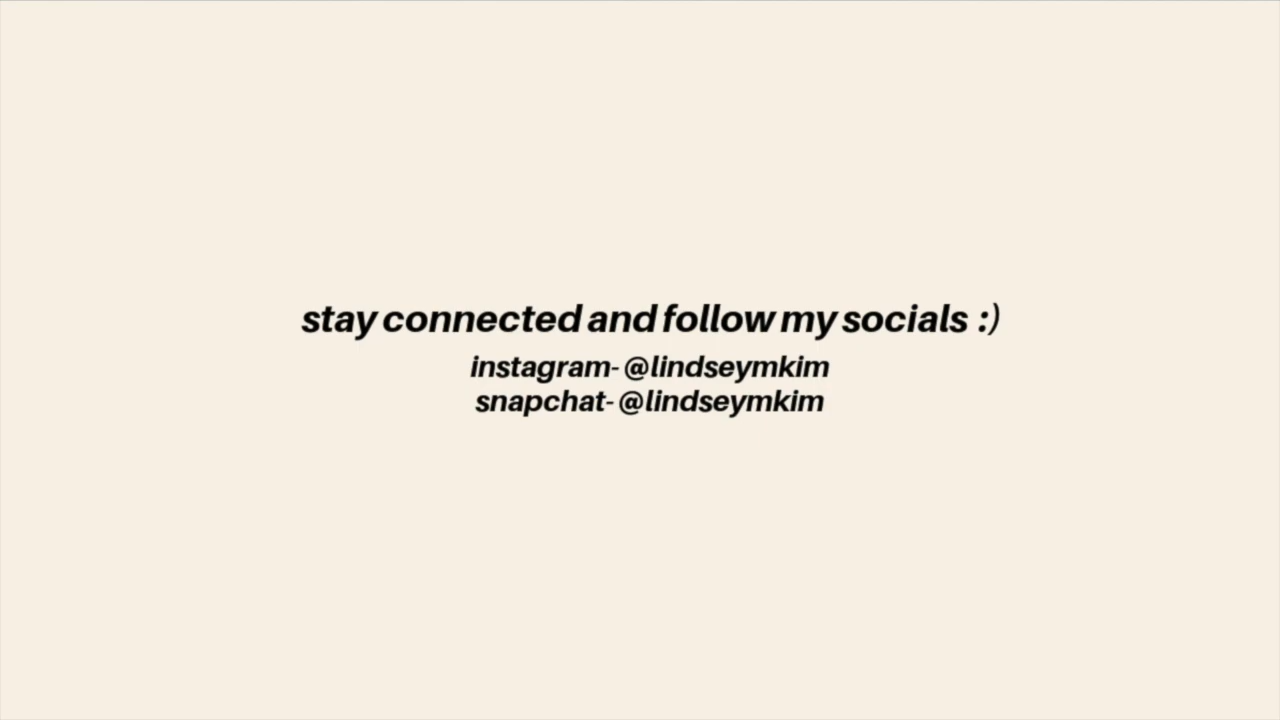 stay connected and follow my socials :)
instagram- @lindseymkim
snapchat- @lindseymkim